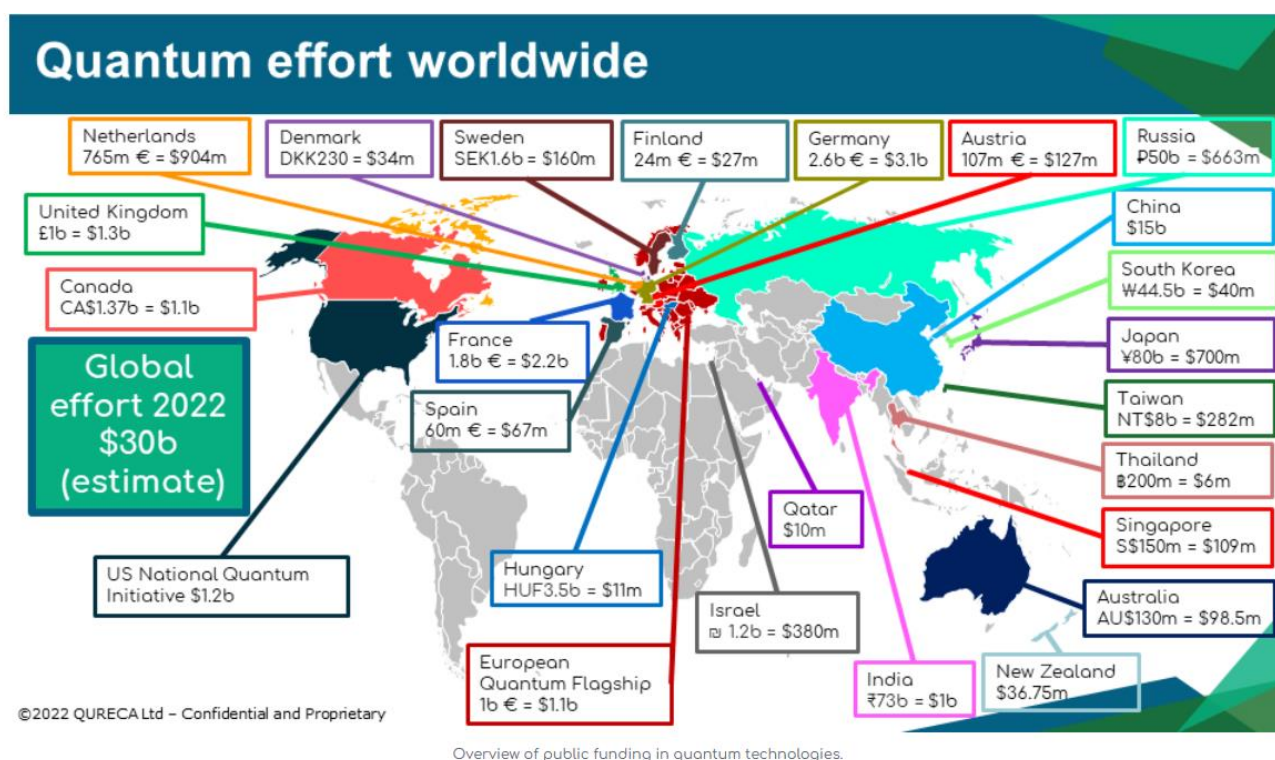 Quantum effort worldwide
Netherlands
765m € = $904m
Denmark
DKK230 = $34m
Sweden
SEK1.6b = $160m
Finland
24m € = $27m
Germany
2.6b € = $3.1b
Austria
107m € = $127m
Russia
₽50b = $663m
United Kingdom
£1b = $1.3b
China
$15b
South Korea
₩44.5b = $40m
Canada
CA$1.37b = $1.1b
France
1.8b € = $2.2b
Japan
¥80b = $700m
Global
effort 2022
$30b
(estimate)
Spain
60m € = $67m
Taiwan
NT$8b = $282m
Thailand
฿200m = $6m
Qatar
$10m
Singapore
S$150m = $109m
US National Quantum
Initiative $1.2b
Hungary
HUF3.5b = $11m
Israel
₪ 1.2b = $380m
Australia
AU$130m = $98.5m
European
Quantum Flagship
1b € = $1.1b
India
₹73b = $1b
New Zealand
$36.75m
©2022 QURECA Ltd – Confidential and Proprietary
Overview of public funding in quantum technologies.